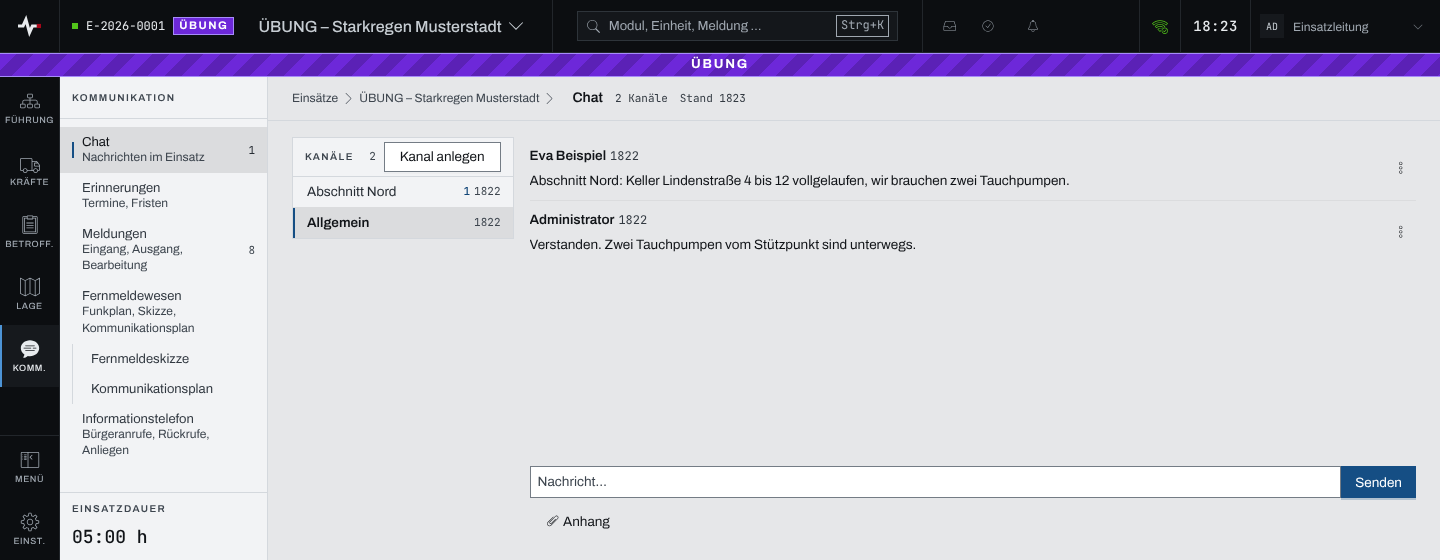 E-2026-0001 ÜBUNG ÜBUNG – Starkregen Musterstadt Modul, Einheit, Meldung ... Strg+K 18:23 AD Einsatzleitung
ÜBUNG
FÜHRUNG
KRÄFTE
BETROFF.
LAGE
KOMM.
MENÜ
EINST.
KOMMUNIKATION
Chat
Nachrichten im Einsatz
1
Erinnerungen
Termine, Fristen
Meldungen
Eingang, Ausgang,
Bearbeitung
8
Fernmeldewesen
Funkplan, Skizze,
Kommunikationsplan
Fernmeldeskizze
Kommunikationsplan
Informationstelefon
Bürgeranrufe, Rückrufe,
Anliegen
EINSATZDAUER
05:00 h
Einsätze ÜBUNG – Starkregen Musterstadt Chat 2 Kanäle Stand 1823
KANÄLE 2 Kanal anlegen
Abschnitt Nord 1 1822
Allgemein 1822
Eva Beispiel 1822
Abschnitt Nord: Keller Lindenstraße 4 bis 12 vollgelaufen, wir brauchen zwei Tauchpumpen.
Administrator 1822
Verstanden. Zwei Tauchpumpen vom Stützpunkt sind unterwegs.
Nachricht... Senden
Anhang